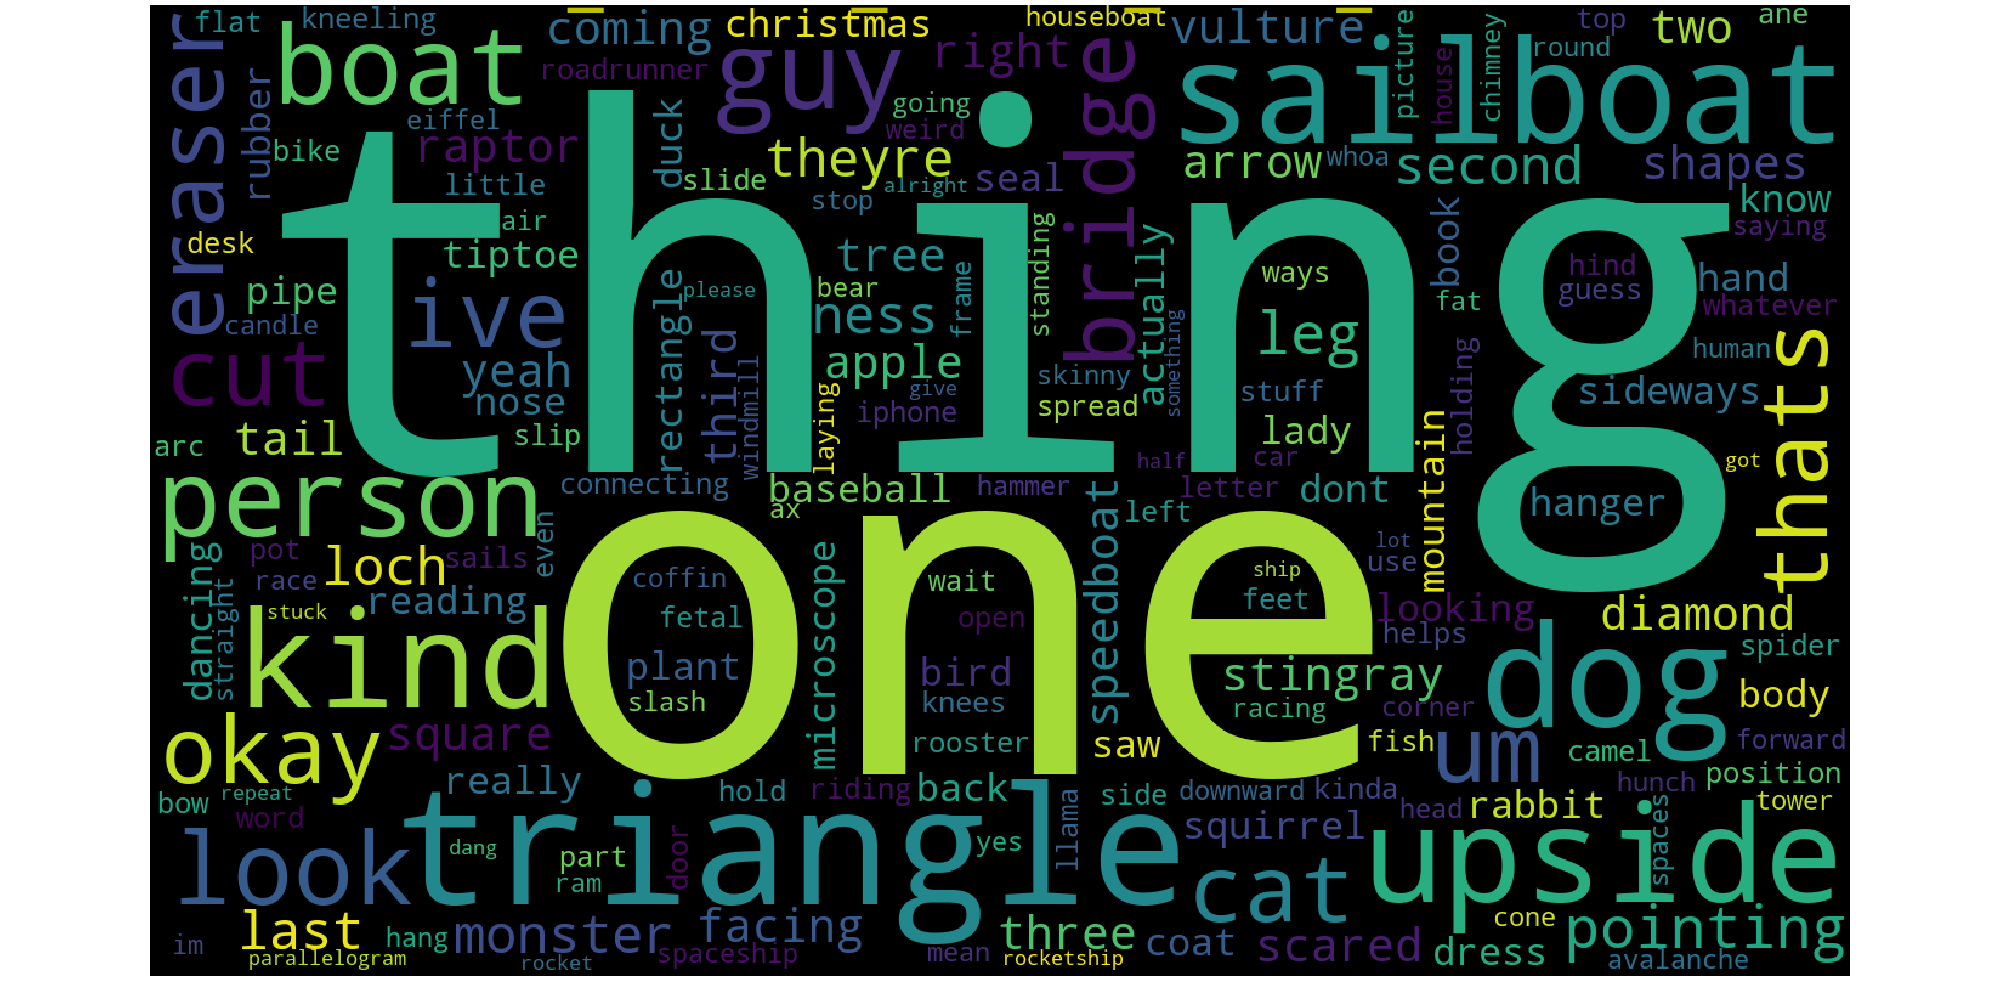 flat kneeling coming christmas houseboat vulture top two ane
boat guy right sailboat
eraser rubber roadrunner picture house chimney round
eiffel duck going weird bridge
bike raptor theyre arrow whoa second shapes
little slide alright seal know
desk air stop standing book saying
tiptoe tree actually ways hind hand
pipe ive rectangle please bear ness frame fat guess whatever
candle third apple leg thats human
thing
cut yeah windmill give skinny something stuff sideways
nose laying iphone spread lady mountain holding
arc tail slip half car got
person connecting baseball hammer speedboat letter dont hanger
ax left
dancing pot loch sails even microscope coffin wait ship lot
race reading fetal one feet use looking diamond
straight stuck kind open helps dog
plant bird stingray spider
slash knees racing corner body
okay square rooster saw fish um camel forward
really hold riding back side downward kinda hunch position
bow repeat llama head rabbit tower
word triangle squirrel upside spaces
look dang part door yes cat
ram
last hang monster facing three coat scared dress cone pointing
im parallelogram rocket spaceship mean rocketship avalanche